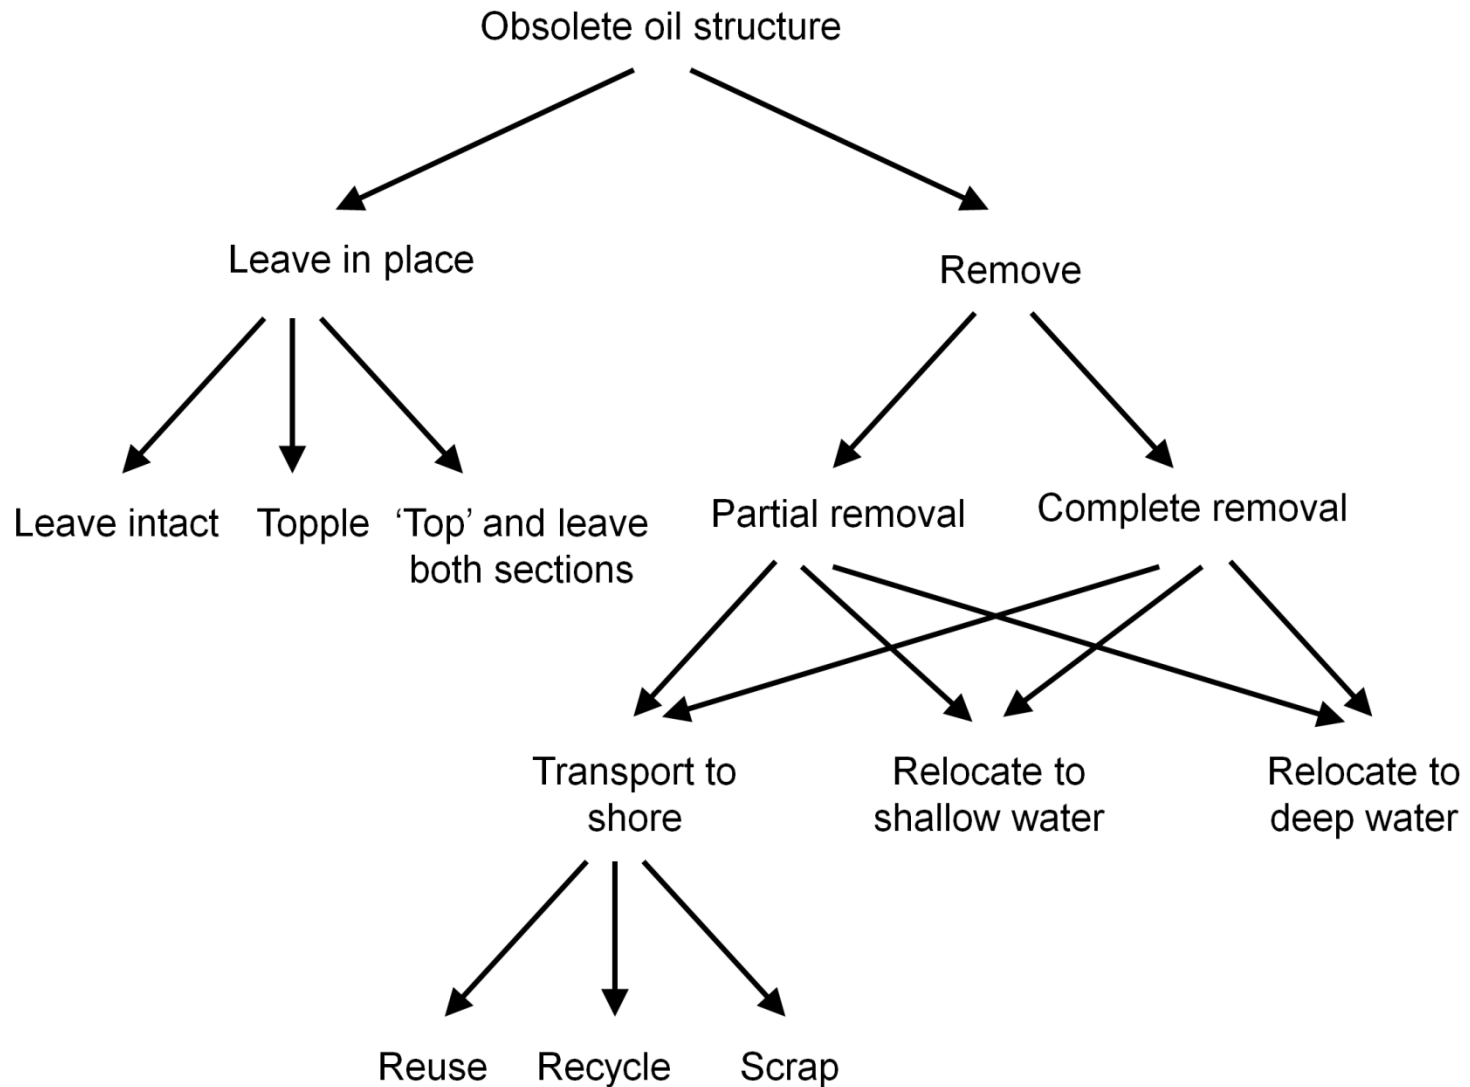 Obsolete oil structure
Leave in place
Remove
Leave intact
Topple
‘Top’ and leave
both sections
Partial removal
Complete removal
Transport to
shore
Relocate to
shallow water
Relocate to
deep water
Reuse
Recycle
Scrap